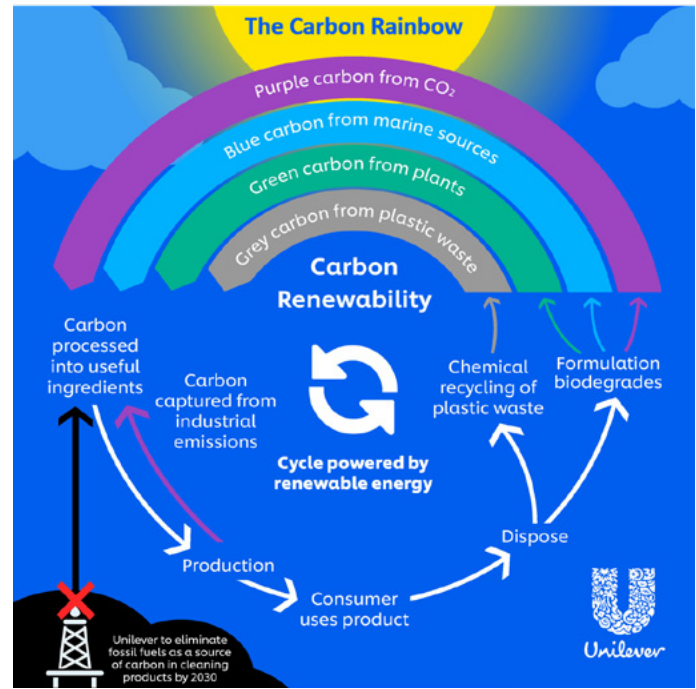 The Carbon Rainbow
Purple carbon from CO₂
Blue carbon from marine sources
Green carbon from plants
Grey carbon from plastic waste
Carbon
Renewability
Carbon
processed
into useful
ingredients
Carbon
captured from
industrial
emissions
Cycle powered by
renewable energy
Chemical
recycling of
plastic waste
Formulation
biodegrades
Production
Consumer
uses product
Dispose
Unilever to eliminate
fossil fuels as a source
of carbon in cleaning
products by 2030
Unilever